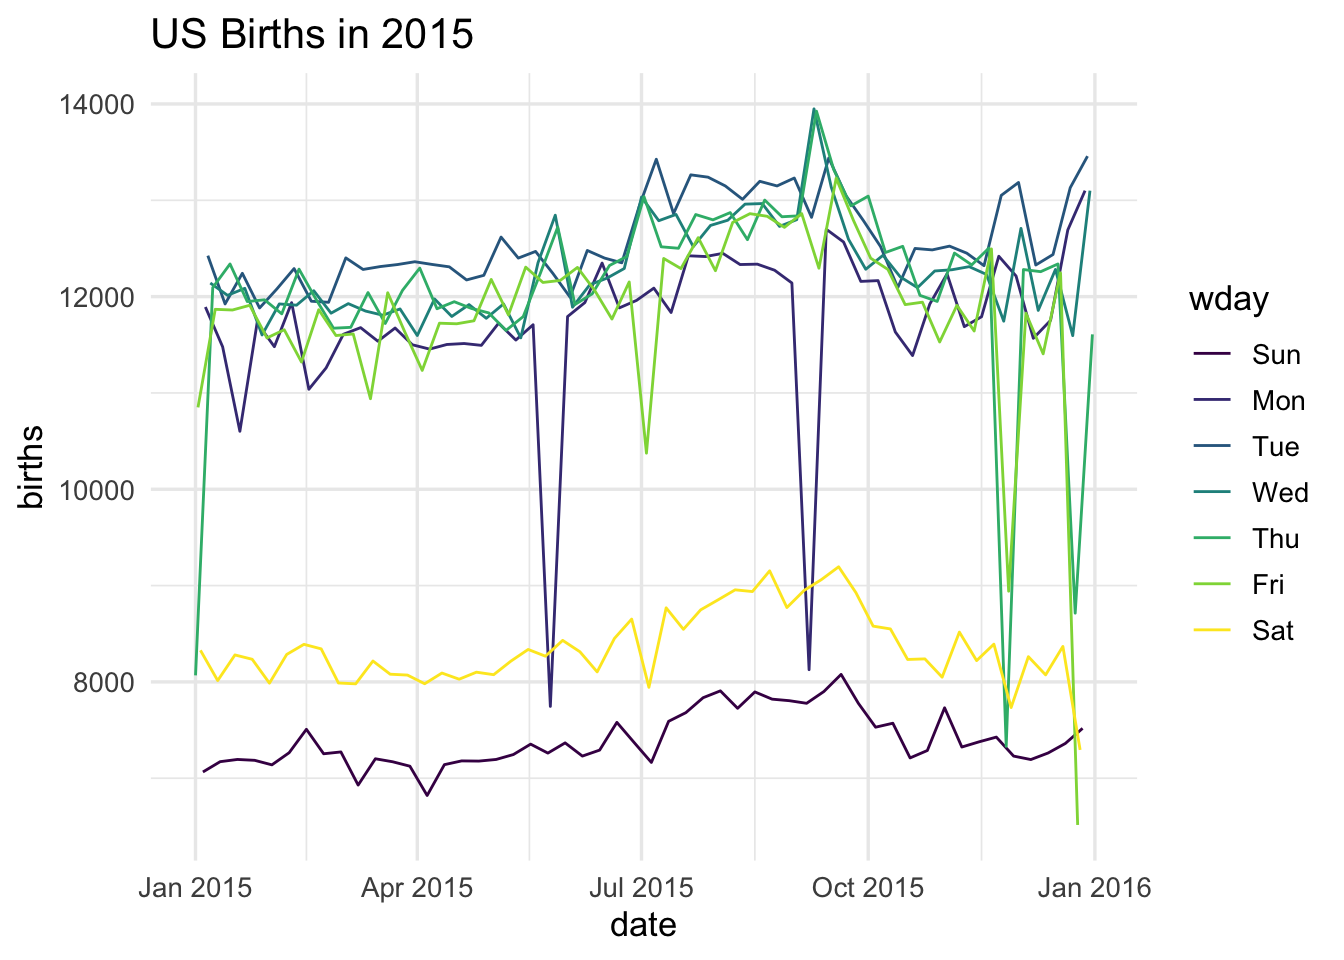 US Births in 2015
births
14000
12000
10000
8000
Jan 2015
Apr 2015
Jul 2015
Oct 2015
Jan 2016
date
wday
Sun
Mon
Tue
Wed
Thu
Fri
Sat